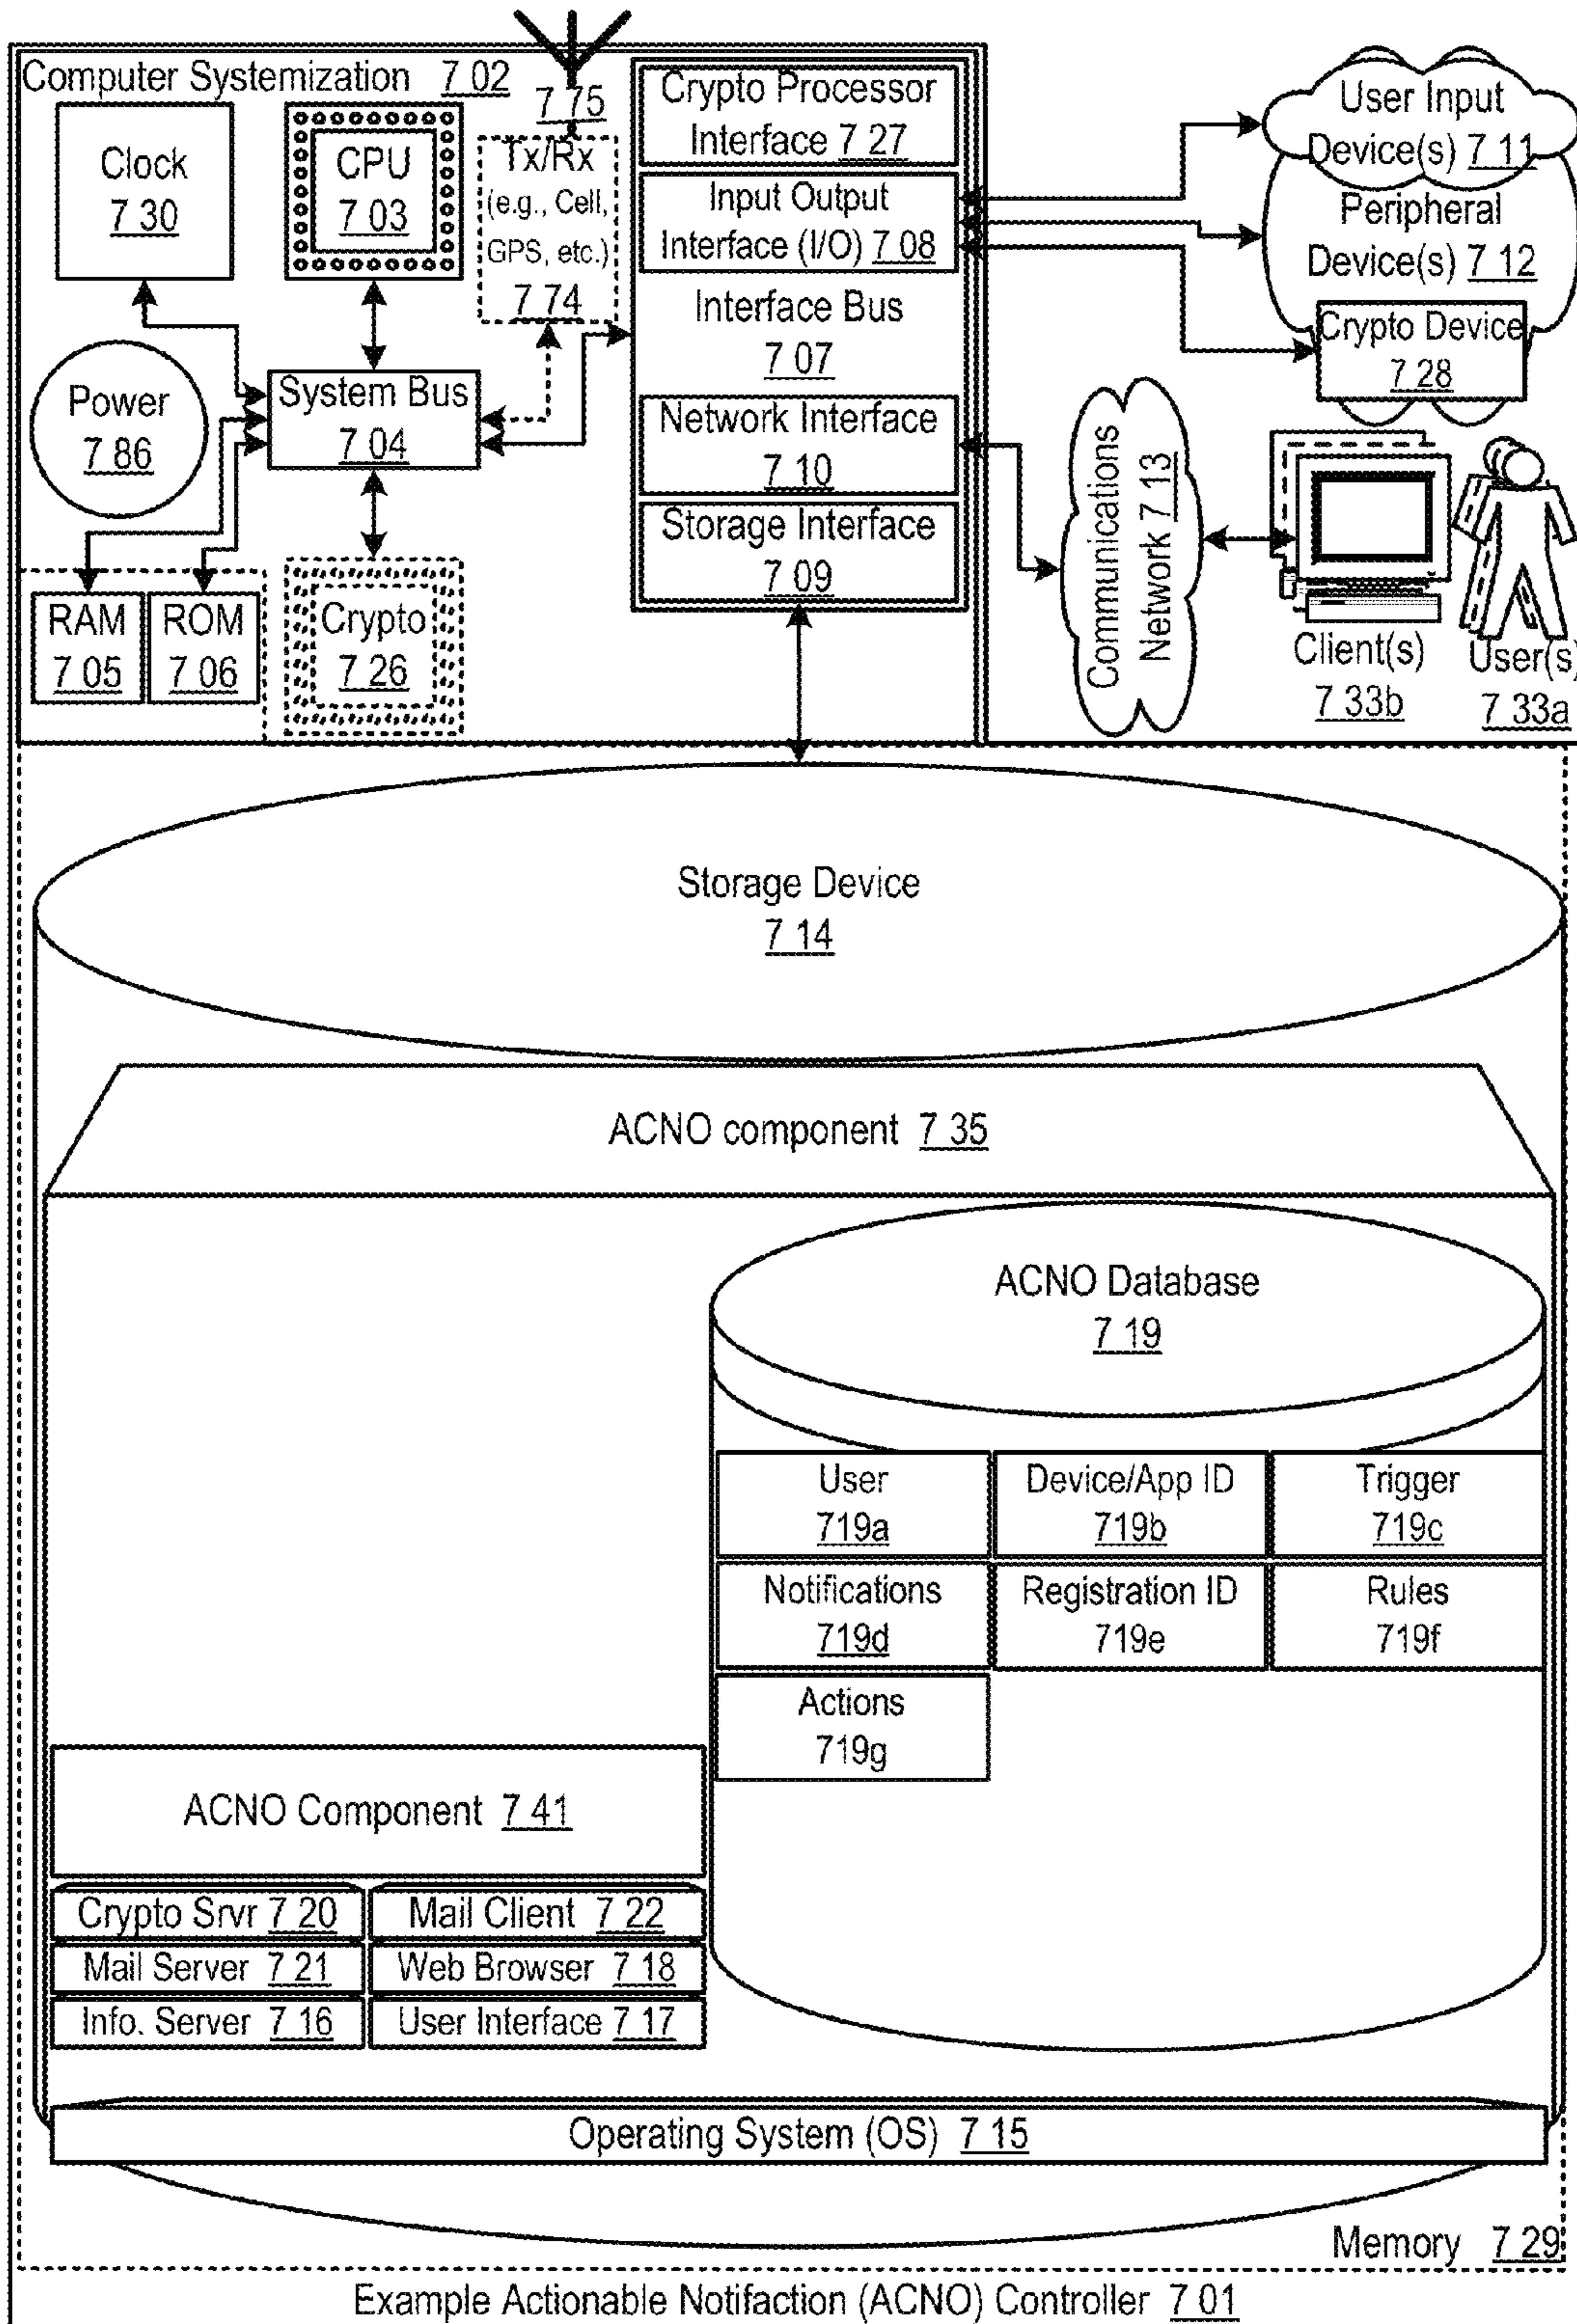 Computer Systemization 7 02
Clock
7 30
CPU
7 03
7 75
Tx/Rx
(e.g., Cell,
GPS, etc.)
7 74
Power
7 86
System Bus
7 04
RAM
7 05
ROM
7 06
Crypto
7 26
Crypto Processor
Interface 7 27
Input Output
Interface (I/O) 7 08
Interface Bus
7 07
Network Interface
7 10
Storage Interface
7 09
User Input
Device(s) 7 11
Peripheral
Device(s) 7 12
Crypto Device
7 28
Communications
Network 7 13
Client(s)
7 33b
User(s)
7 33a
Storage Device
7 14
ACNO component 7 35
ACNO Database
7 19
User
719a
Device/App ID
719b
Trigger
719c
Notifications
719d
Registration ID
719e
Rules
719f
Actions
719g
ACNO Component 7 41
Crypto Srvr 7 20
Mail Client 7 22
Mail Server 7 21
Web Browser 7 18
Info. Server 7 16
User Interface 7 17
Operating System (OS) 7 15
Memory 7 29
Example Actionable Notifaction (ACNO) Controller 7 01